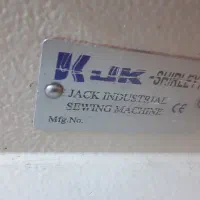 JK-SHIRLEY
JACK INDUSTRIAL
SEWING MACHINE CE
Mfg.No.